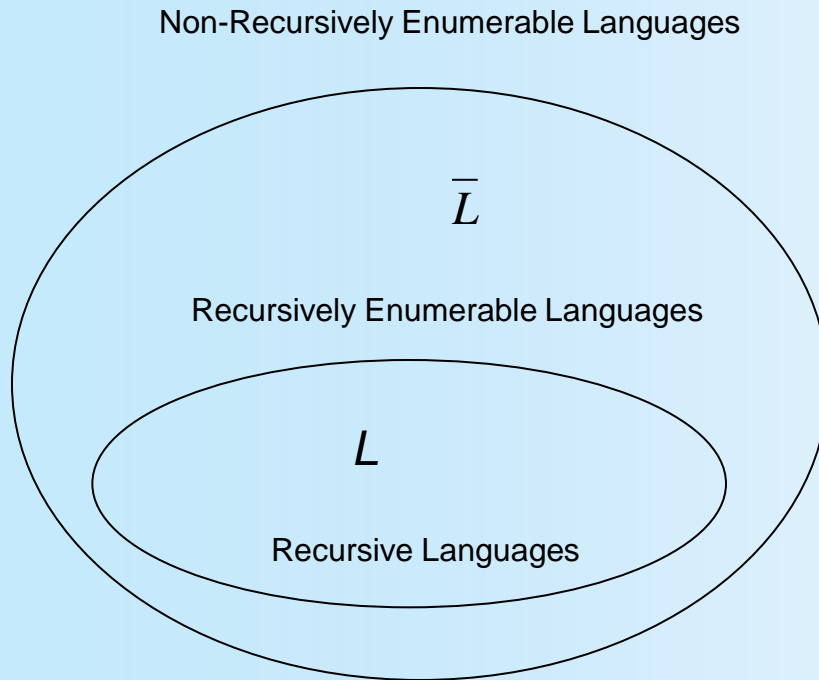 Non-Recursively Enumerable Languages
L̅
Recursively Enumerable Languages
L
Recursive Languages